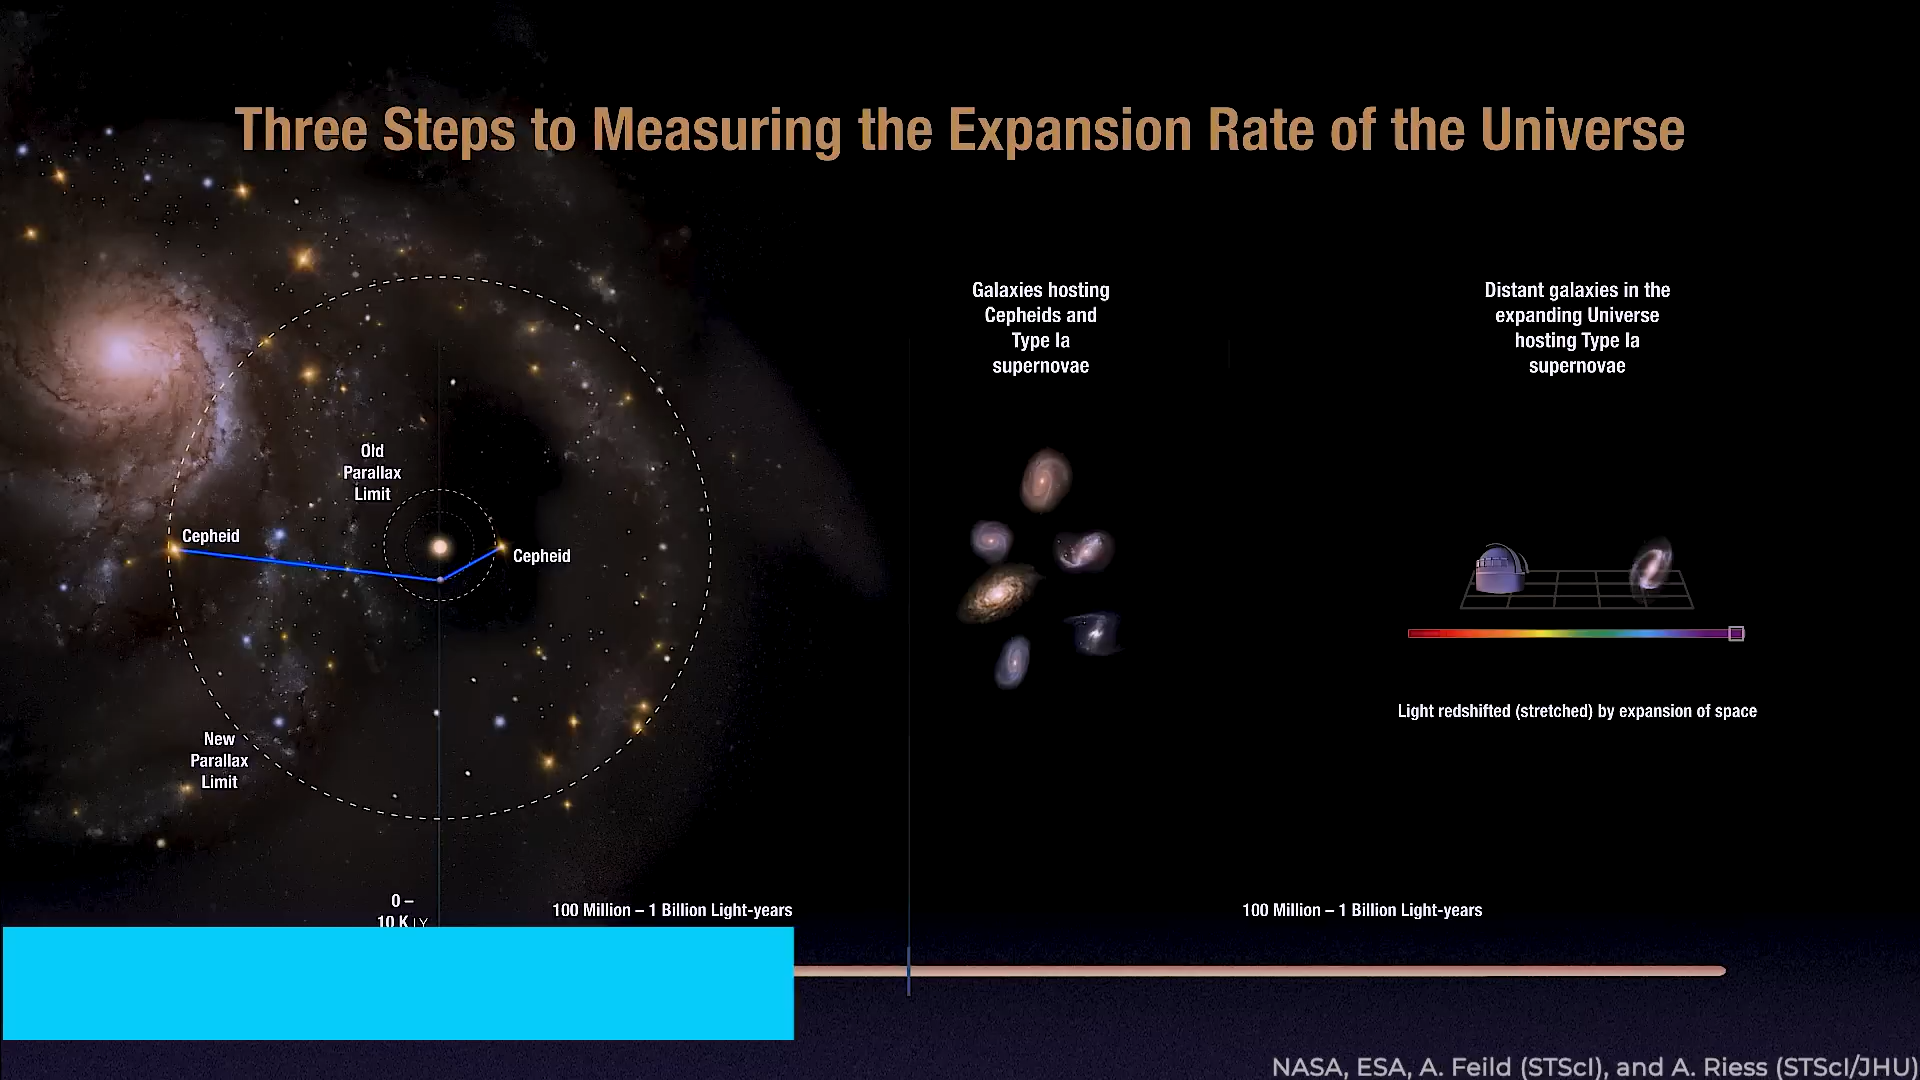 Three Steps to Measuring the Expansion Rate of the Universe
Galaxies hosting
Cepheids and
Type Ia
supernovae
Distant galaxies in the
expanding Universe
hosting Type Ia
supernovae
Old
Parallax
Limit
Cepheid
Cepheid
New
Parallax
Limit
Light redshifted (stretched) by expansion of space
0 –
10 K LY
100 Million – 1 Billion Light-years
100 Million – 1 Billion Light-years
NASA, ESA, A. Feild (STScI), and A. Riess (STScI/JHU)